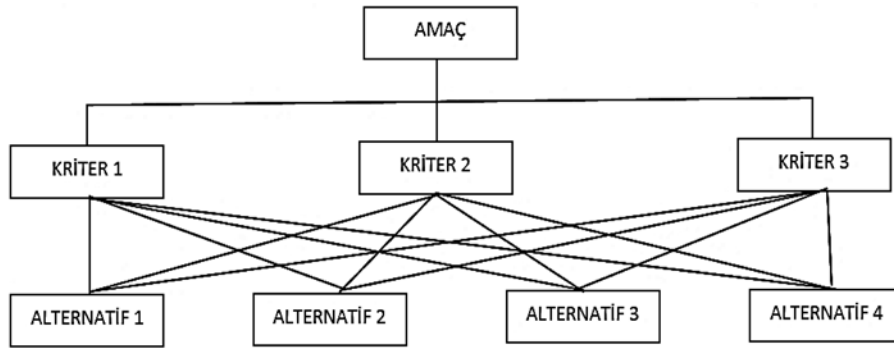 AMAÇ
KRİTER 1
KRİTER 2
KRİTER 3
ALTERNATİF 1
ALTERNATİF 2
ALTERNATİF 3
ALTERNATİF 4